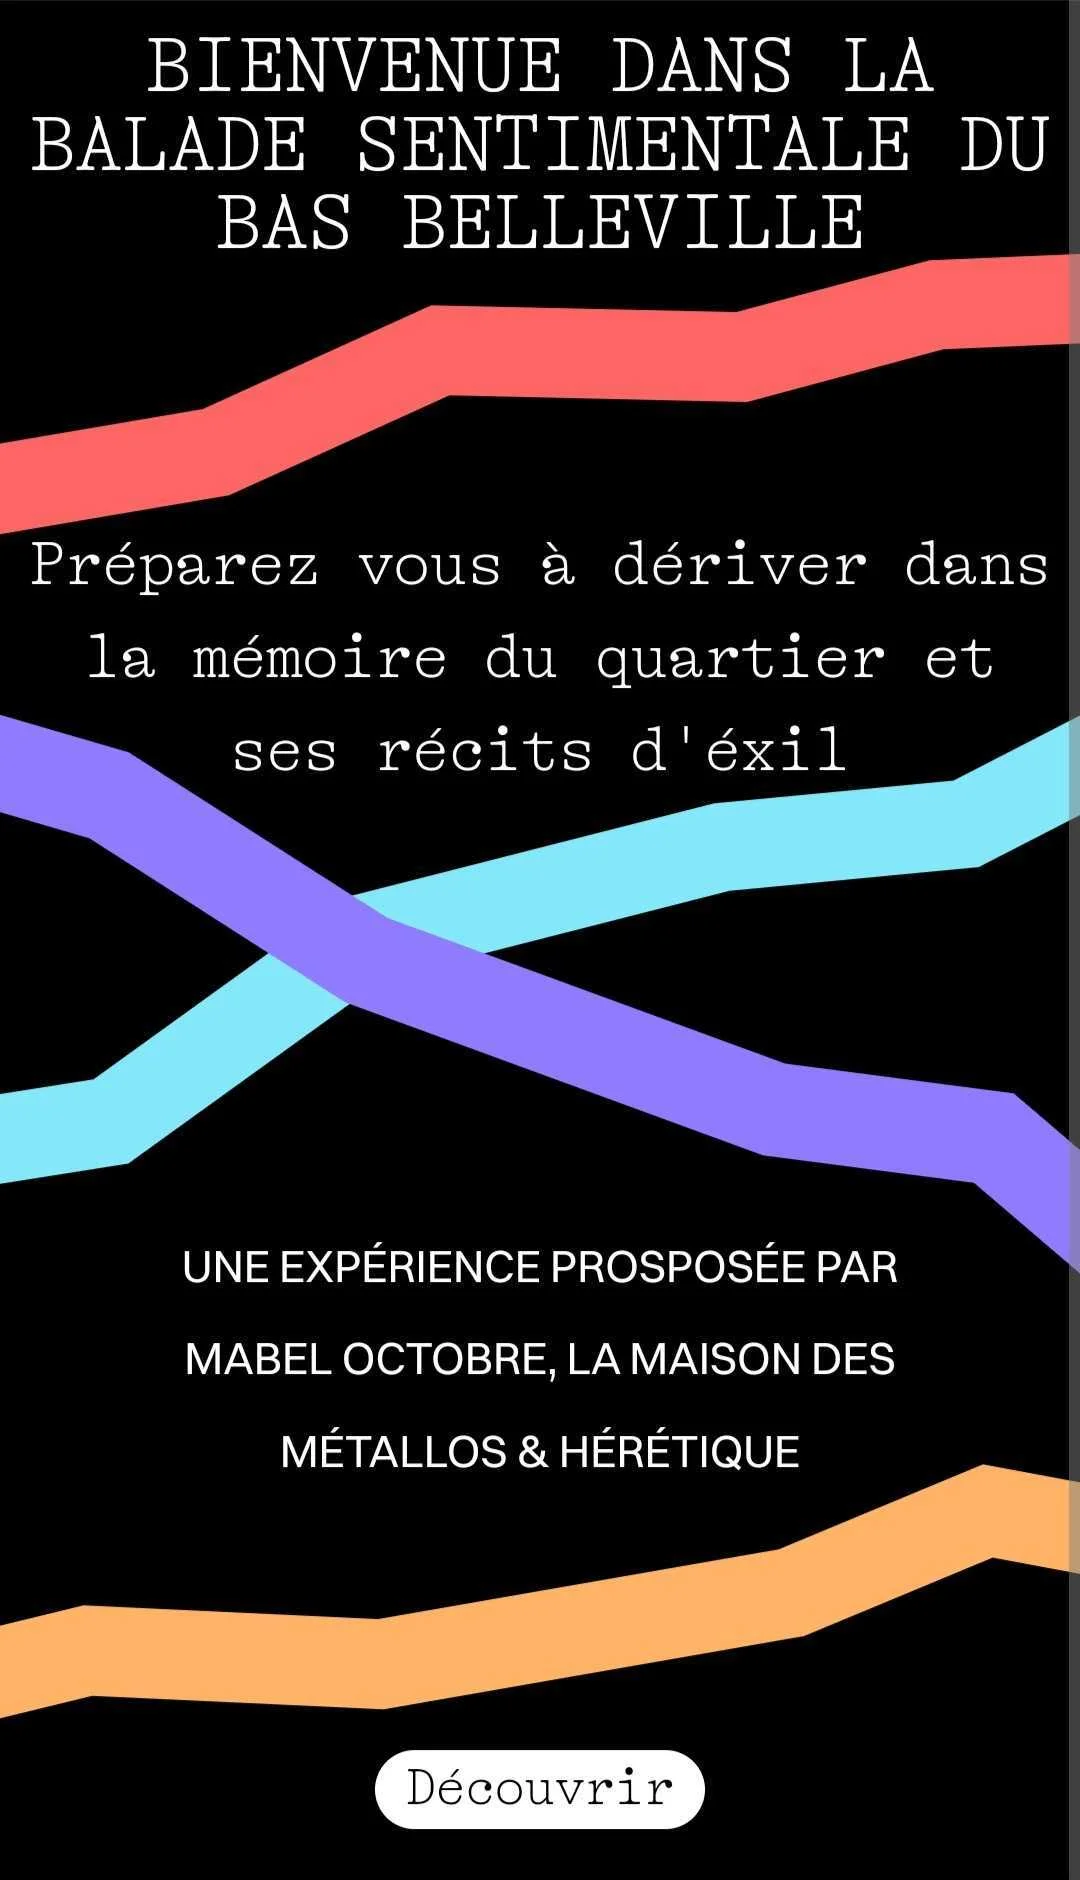 BIENVENUE DANS LA
BALADE SENTIMENTALE DU
BAS BELLEVILLE
Préparez vous à dériver dans
la mémoire du quartier et
ses récits d'éxil
UNE EXPÉRIENCE PROSPOSÉE PAR
MABEL OCTOBRE, LA MAISON DES
MÉTALLOS & HÉRÉTIQUE
Découvrir